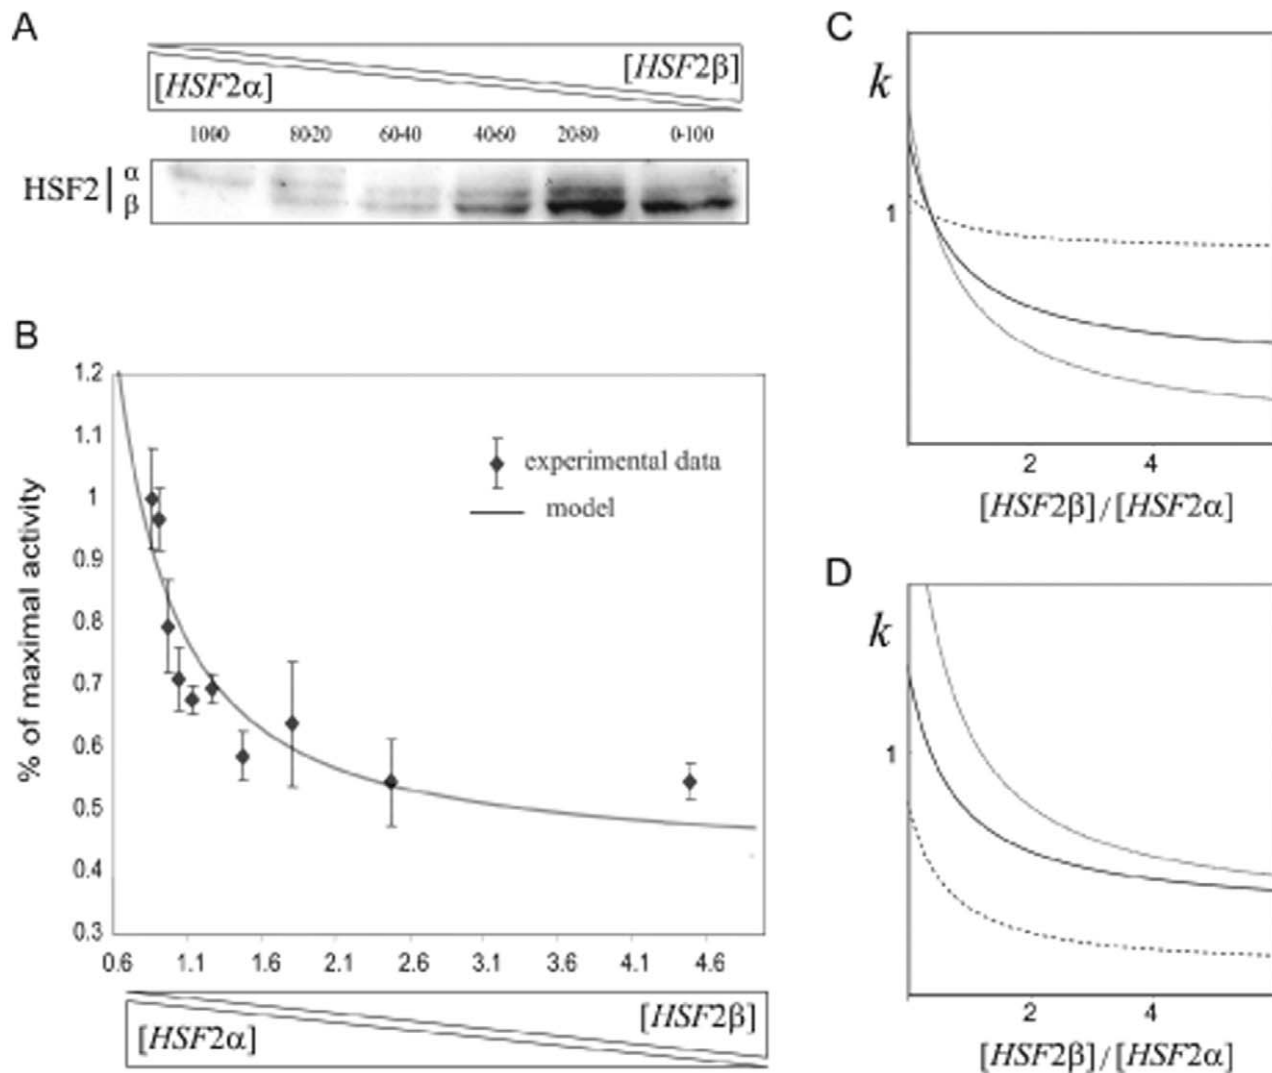 A
[HSF2α]
[HSF2β]
100-0 80-20 60-40 40-60 20-80 0-100
HSF2
α
β
B
% of maximal activity
1.2
1.1
1
0.9
0.8
0.7
0.6
0.5
0.4
0.3
experimental data
model
0.6 1.1 1.6 2.1 2.6 3.1 3.6 4.1 4.6
[HSF2α]
[HSF2β]
C
k
1
2 4
[HSF2β]/[HSF2α]
D
k
1
2 4
[HSF2β]/[HSF2α]